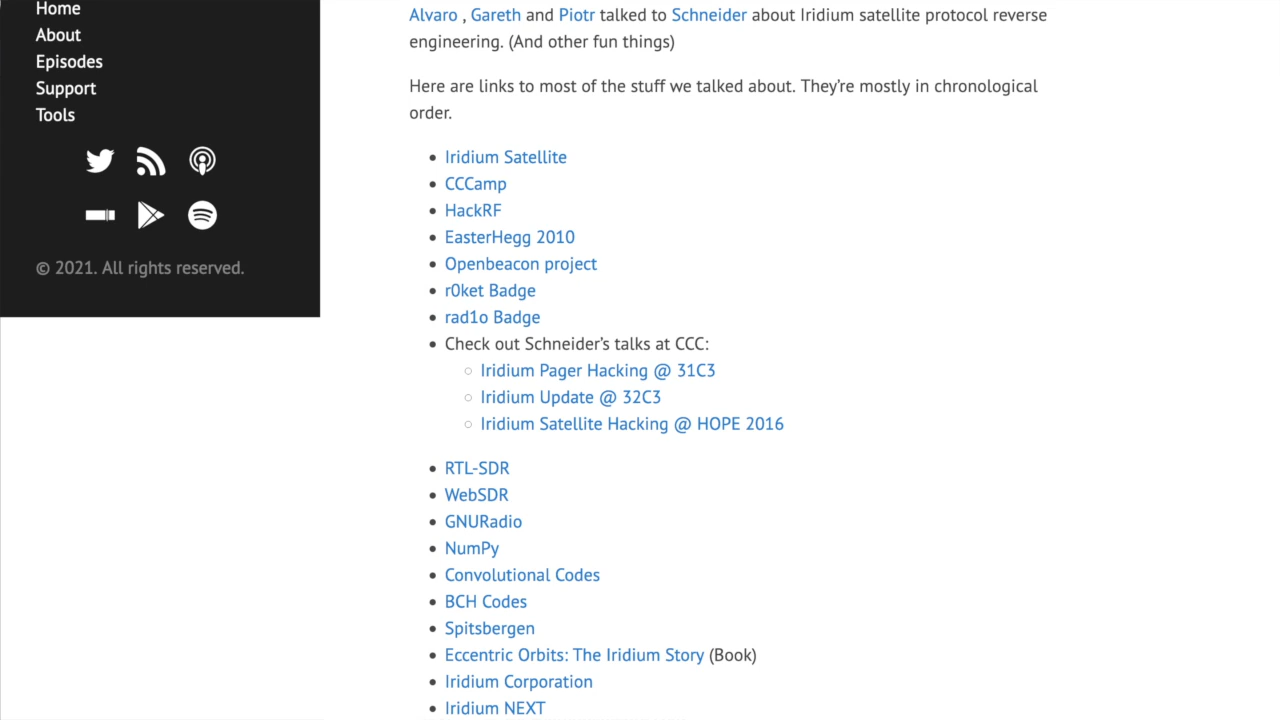 Home
About
Episodes
Support
Tools
© 2021. All rights reserved.
Alvaro , Gareth and Piotr talked to Schneider about Iridium satellite protocol reverse
engineering. (And other fun things)
Here are links to most of the stuff we talked about. They’re mostly in chronological
order.
Iridium Satellite
CCCamp
HackRF
EasterHegg 2010
Openbeacon project
r0ket Badge
rad1o Badge
Check out Schneider’s talks at CCC:
Iridium Pager Hacking @ 31C3
Iridium Update @ 32C3
Iridium Satellite Hacking @ HOPE 2016
RTL-SDR
WebSDR
GNURadio
NumPy
Convolutional Codes
BCH Codes
Spitsbergen
Eccentric Orbits: The Iridium Story (Book)
Iridium Corporation
Iridium NEXT